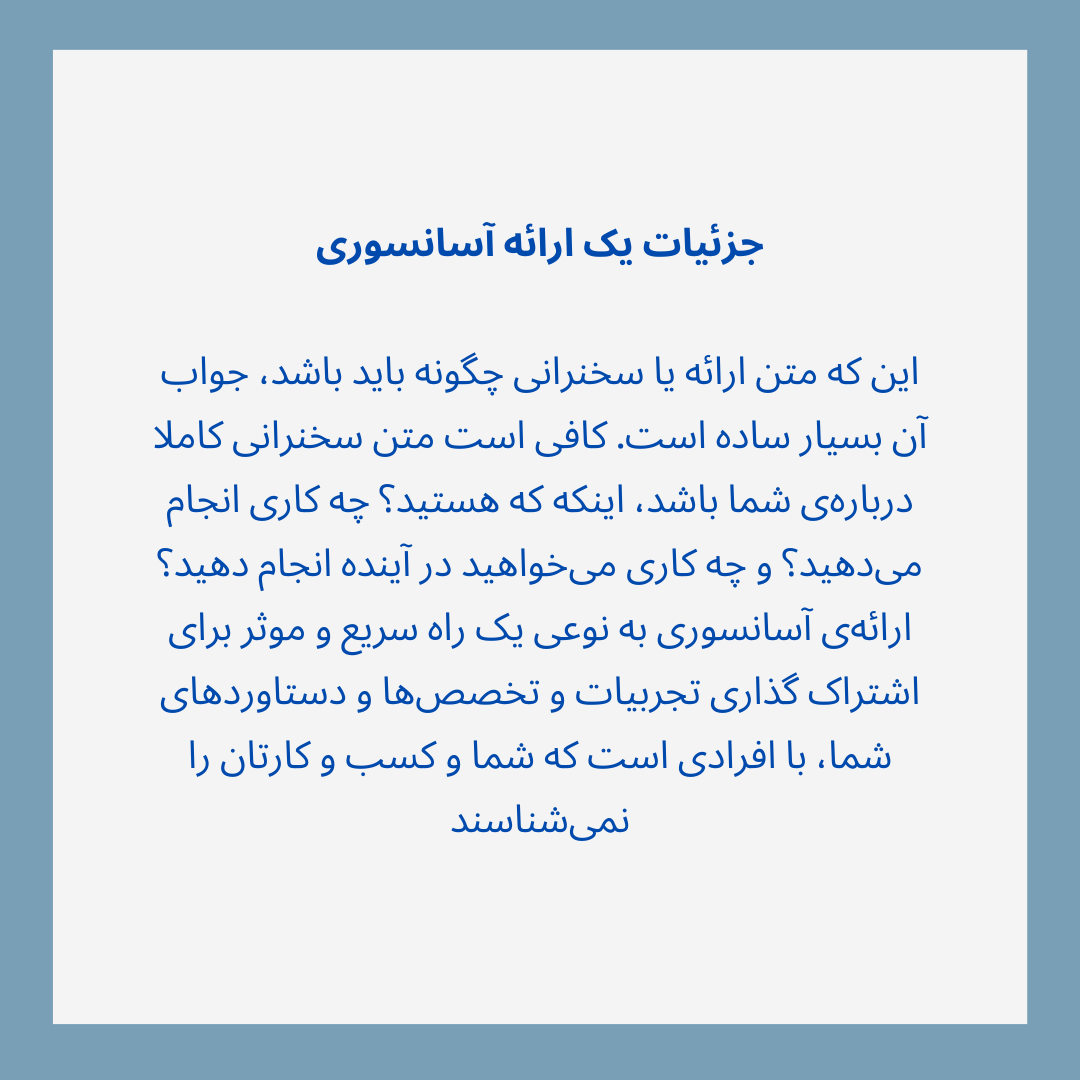 جزئیات یک ارائه آسانسوری
این که متن ارائه یا سخنرانی چگونه باید باشد، جواب
آن بسیار ساده است. کافی است متن سخنرانی کاملا
درباره‌ی شما باشد، اینکه که هستید؟ چه کاری انجام
می‌دهید؟ و چه کاری می‌خواهید در آینده انجام دهید؟
ارائه‌ی آسانسوری به نوعی یک راه سریع و موثر برای
اشتراک گذاری تجربیات و تخصص‌ها و دستاوردهای
شما، با افرادی است که شما و کسب و کارتان را
نمی‌شناسند